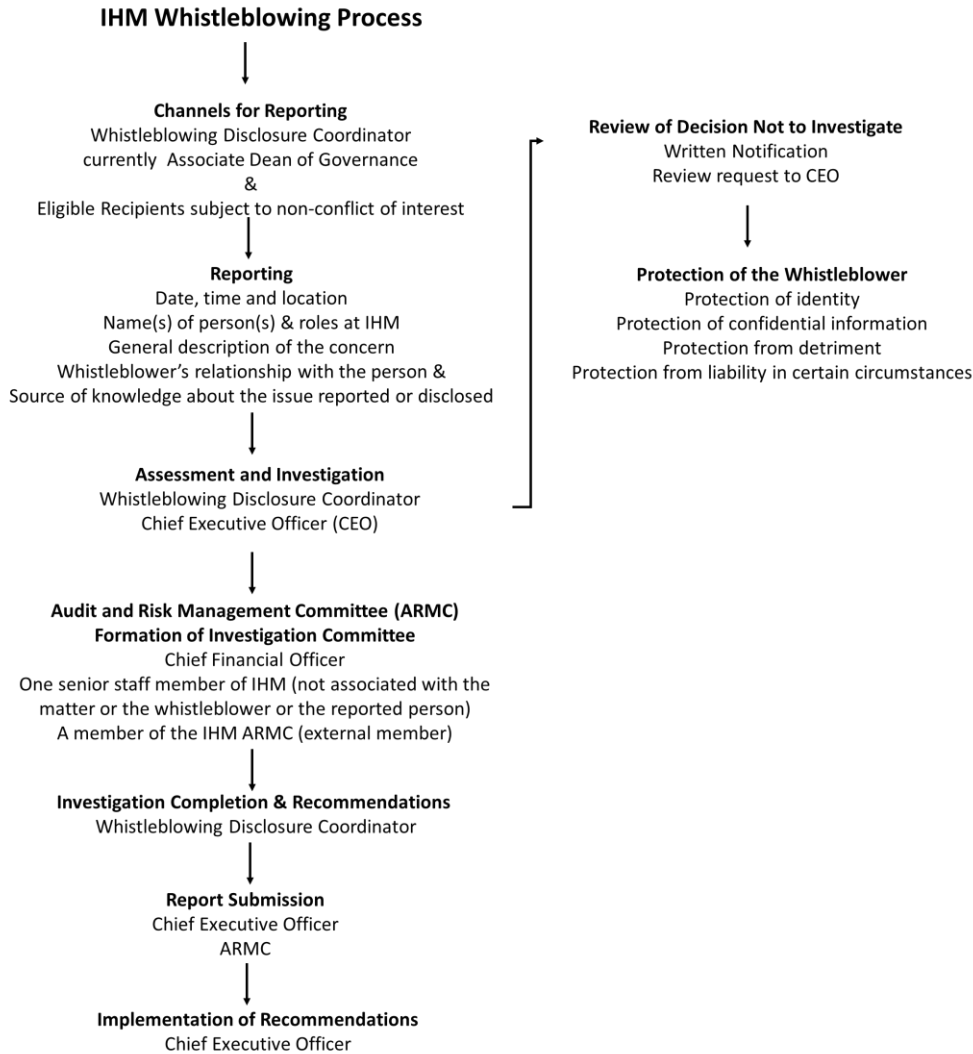 IHM Whistleblowing Process
Channels for Reporting
Whistleblowing Disclosure Coordinator
currently Associate Dean of Governance
&
Eligible Recipients subject to non-conflict of interest
Reporting
Date, time and location
Name(s) of person(s) & roles at IHM
General description of the concern
Whistleblower's relationship with the person &
Source of knowledge about the issue reported or disclosed
Assessment and Investigation
Whistleblowing Disclosure Coordinator
Chief Executive Officer (CEO)
Audit and Risk Management Committee (ARMC)
Formation of Investigation Committee
Chief Financial Officer
One senior staff member of IHM (not associated with the
matter or the whistleblower or the reported person)
A member of the IHM ARMC (external member)
Investigation Completion & Recommendations
Whistleblowing Disclosure Coordinator
Report Submission
Chief Executive Officer
ARMC
Implementation of Recommendations
Chief Executive Officer
Review of Decision Not to Investigate
Written Notification
Review request to CEO
Protection of the Whistleblower
Protection of identity
Protection of confidential information
Protection from detriment
Protection from liability in certain circumstances